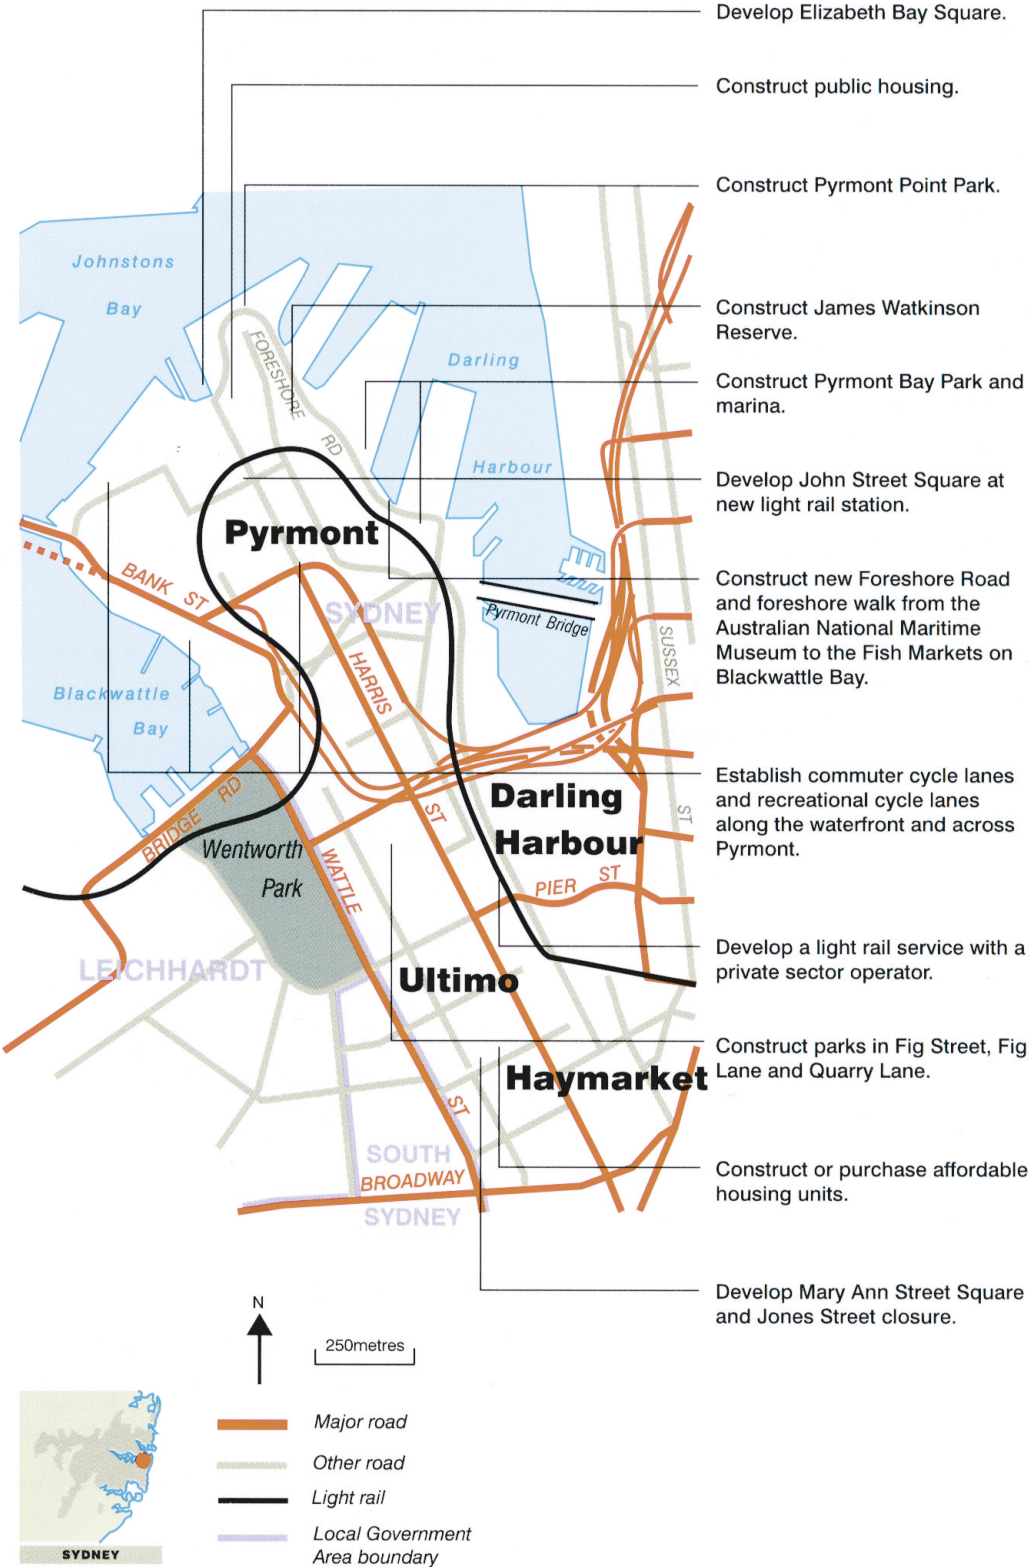 Develop Elizabeth Bay Square.
Construct public housing.
Construct Pyrmont Point Park.
Johnstons
Bay
Construct James Watkinson
Reserve.
FORESHORE
RD
Darling
Harbour
Construct Pyrmont Bay Park and
marina.
Develop John Street Square at
new light rail station.
Pyrmont
BANK ST
SYDNEY
Pyrmont Bridge
Construct new Foreshore Road
and foreshore walk from the
Australian National Maritime
Museum to the Fish Markets on
Blackwattle Bay.
HARRIS
ST
SUSSEX
ST
Blackwattle
Bay
Establish commuter cycle lanes
and recreational cycle lanes
along the waterfront and across
Pyrmont.
Darling
Harbour
BRIDGE RD
Wentworth
Park
WATTLE
ST
PIER ST
Develop a light rail service with a
private sector operator.
LEICHHARDT
Ultimo
Construct parks in Fig Street, Fig
Lane and Quarry Lane.
Haymarket
SOUTH
BROADWAY
SYDNEY
Construct or purchase affordable
housing units.
Develop Mary Ann Street Square
and Jones Street closure.
N
250metres
Major road
Other road
Light rail
Local Government
Area boundary
SYDNEY